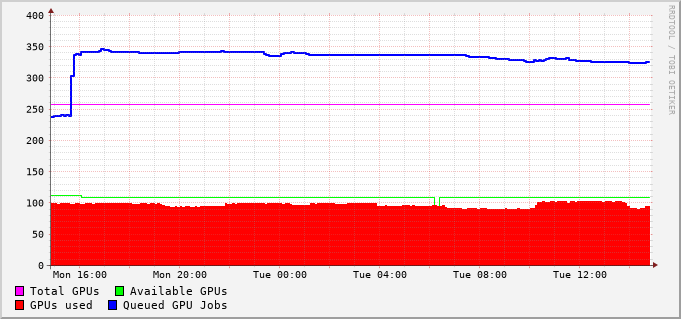 400
350
300
250
200
150
100
50
0
Mon 16:00 Mon 20:00 Tue 00:00 Tue 04:00 Tue 08:00 Tue 12:00
Total GPUs Available GPUs
GPUs used Queued GPU Jobs
RRDTOOL / TOBI OETIKER